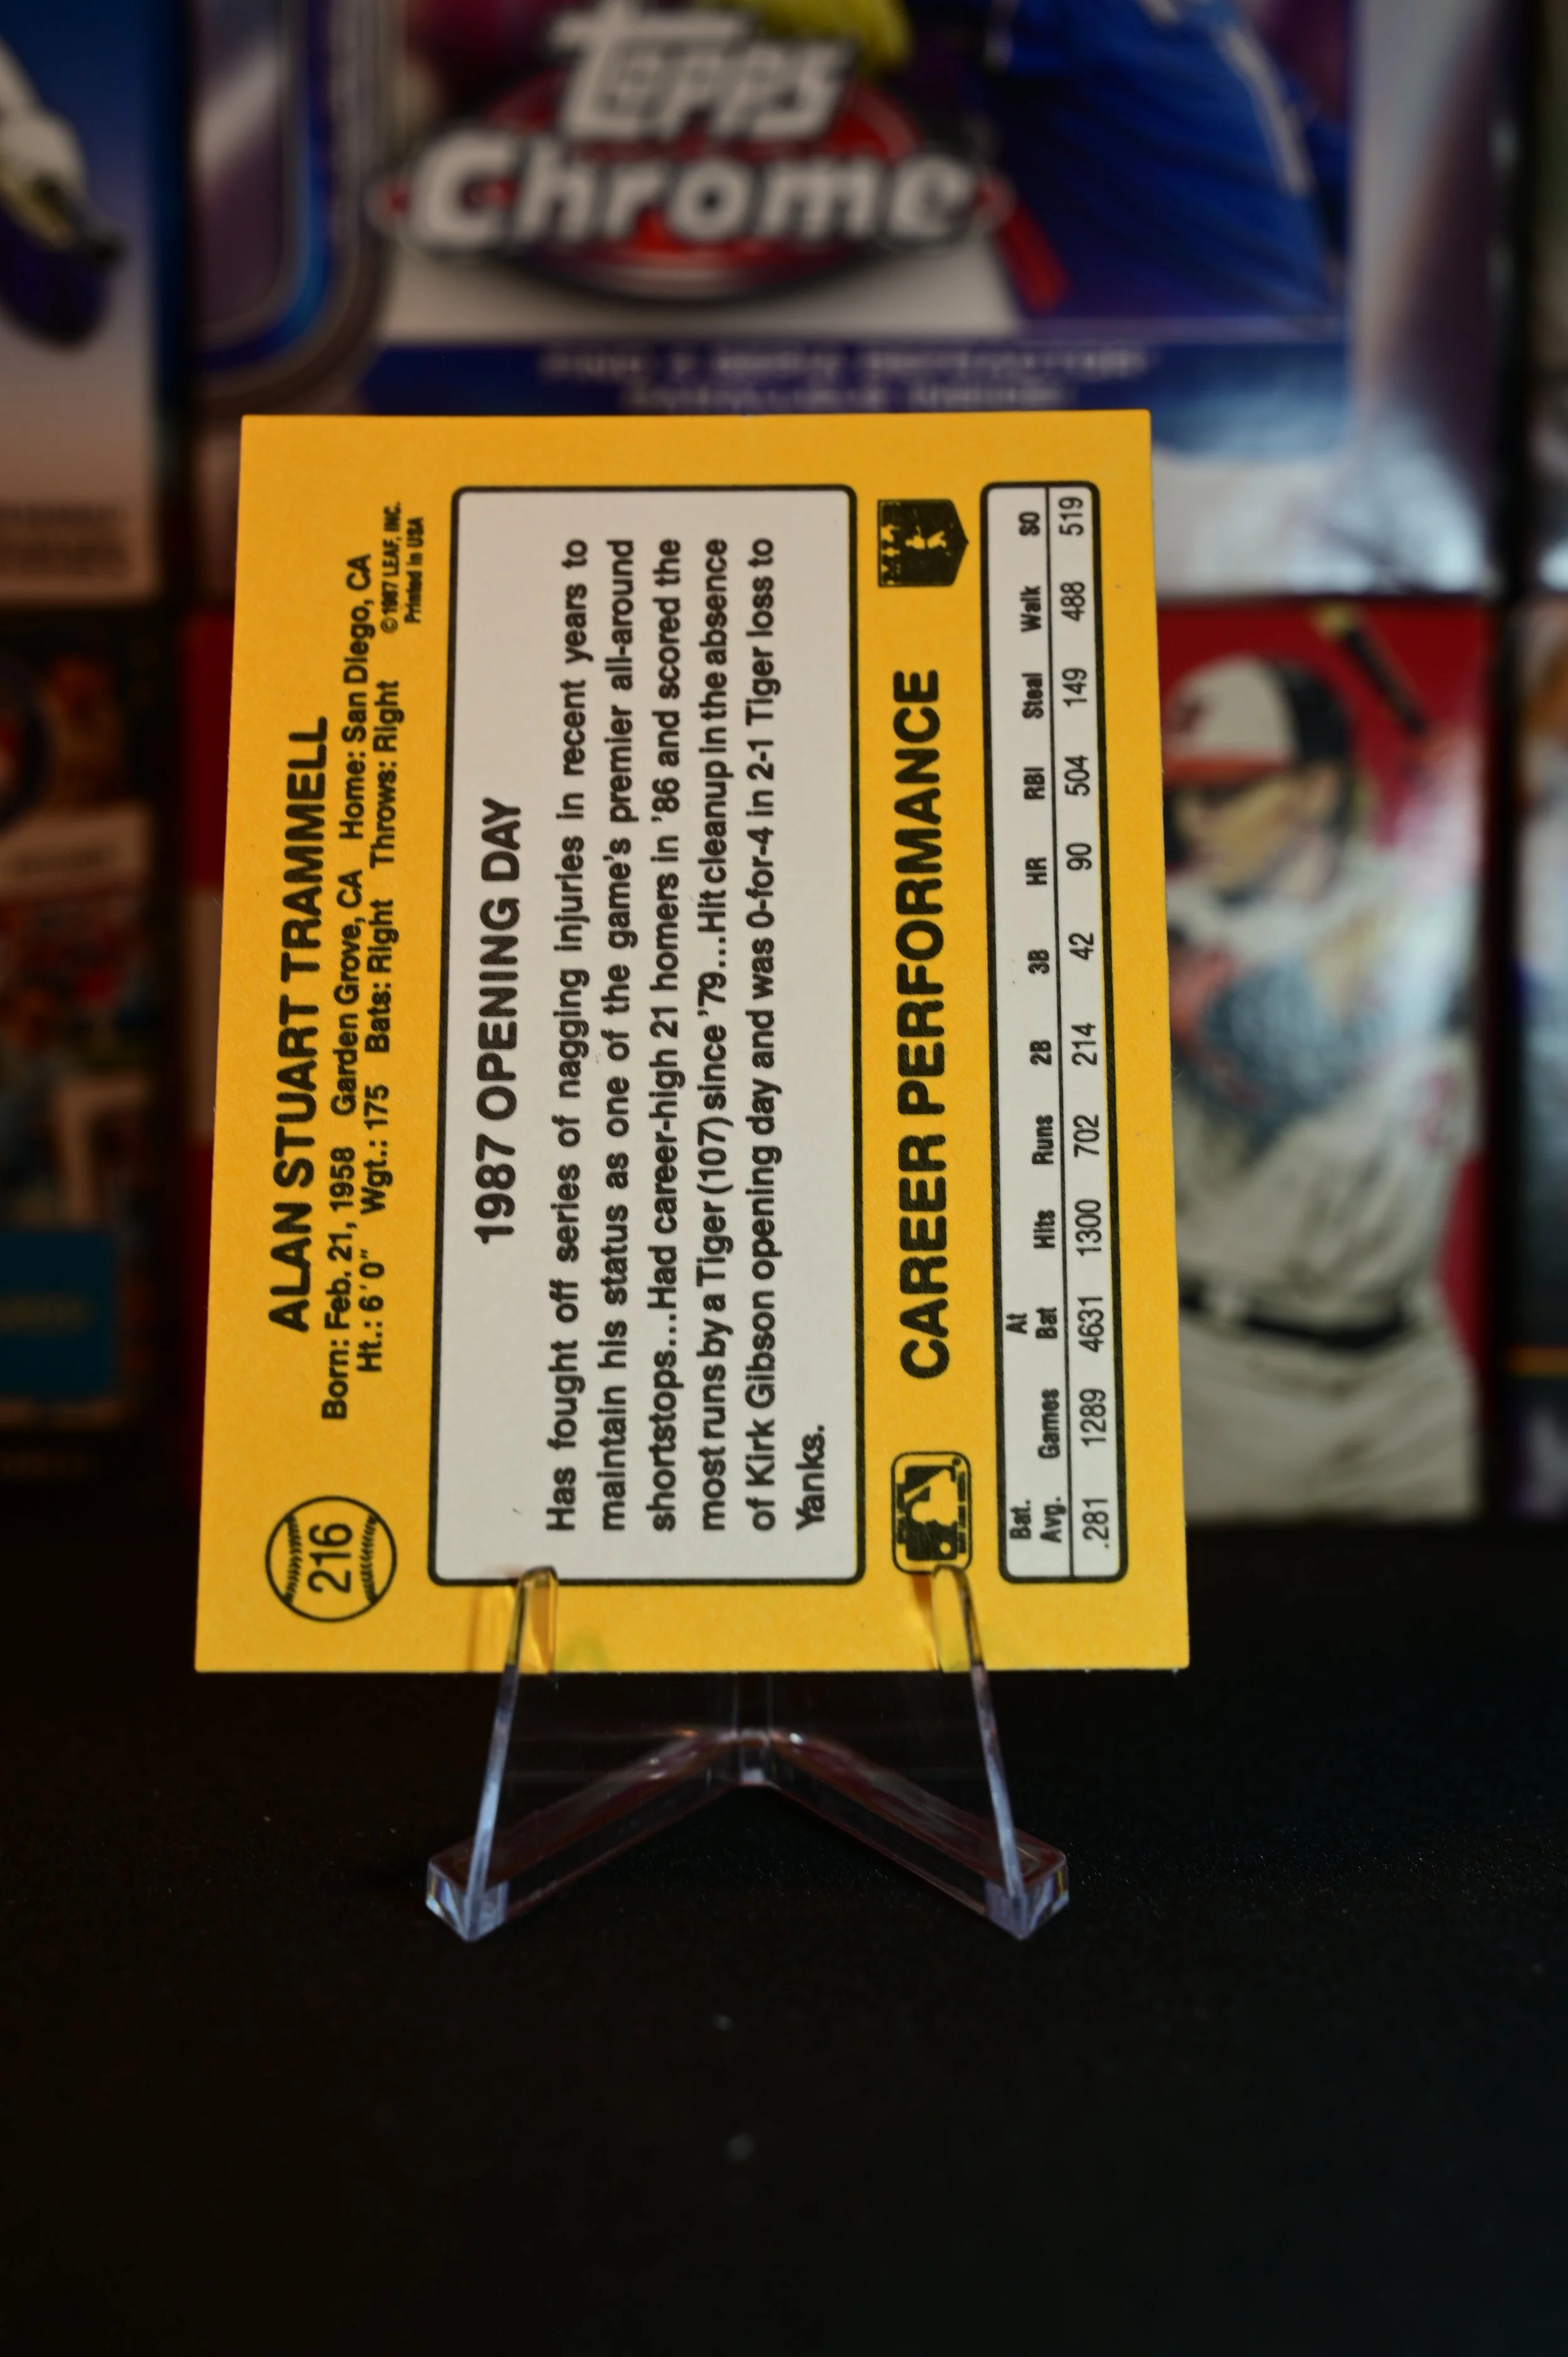 Topps
Chrome
216
ALAN STUART TRAMMELL
Born: Feb. 21, 1958 Garden Grove, CA Home: San Diego, CA
Ht.: 6'0" Wgt.: 175 Bats: Right Throws: Right
© 1987 LEAF, INC.
Printed in USA
1987 OPENING DAY
Has fought off series of nagging injuries in recent years to
maintain his status as one of the game's premier all-around
shortstops...Had career-high 21 homers in '86 and scored the
most runs by a Tiger (107) since '79...Hit cleanup in the absence
of Kirk Gibson opening day and was 0-for-4 in 2-1 Tiger loss to
Yanks.
CAREER PERFORMANCE
Bat. Avg. Games At Bat Hits Runs 2B 3B HR RBI Steal Walk SO
.281 1289 4631 1300 702 214 42 90 504 149 488 519